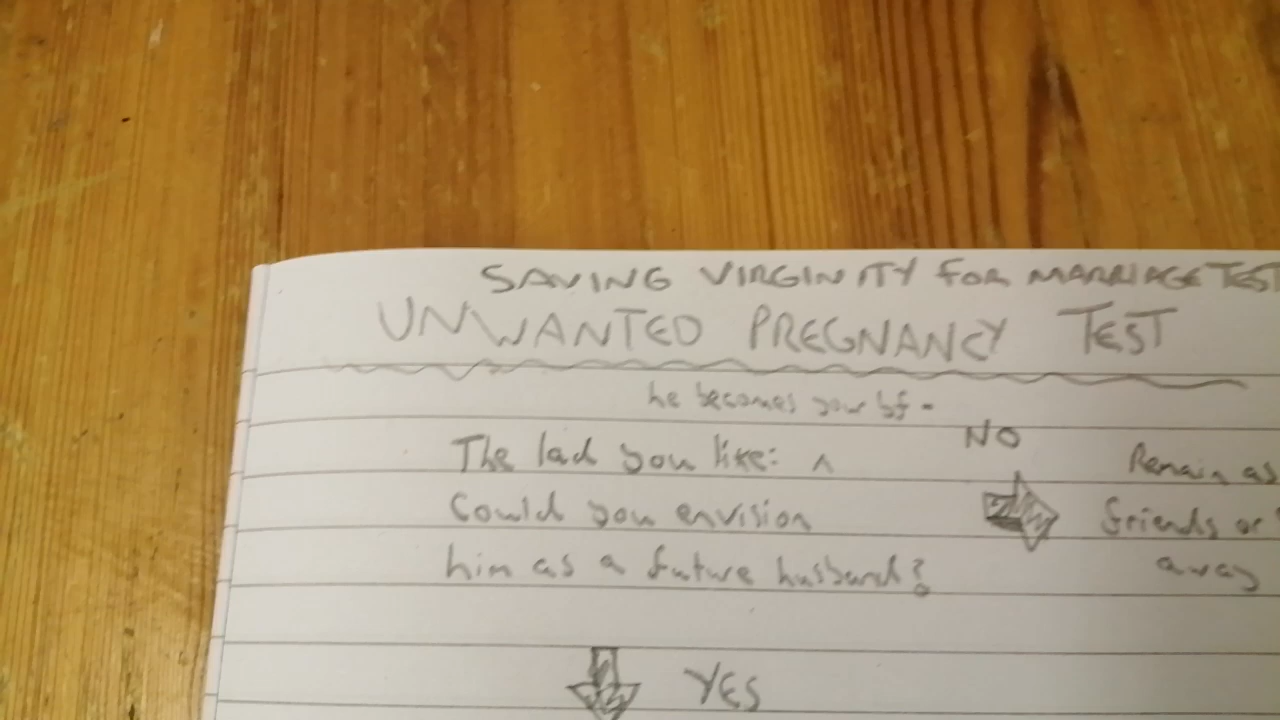 SAVING VIRGINITY FOR MARRIAGE TEST
UNWANTED PREGNANCY TEST
he becomes your bf -
The lad you like: ^
Could you envision
him as a future husband?
NO
Remain as
friends or
away
YES